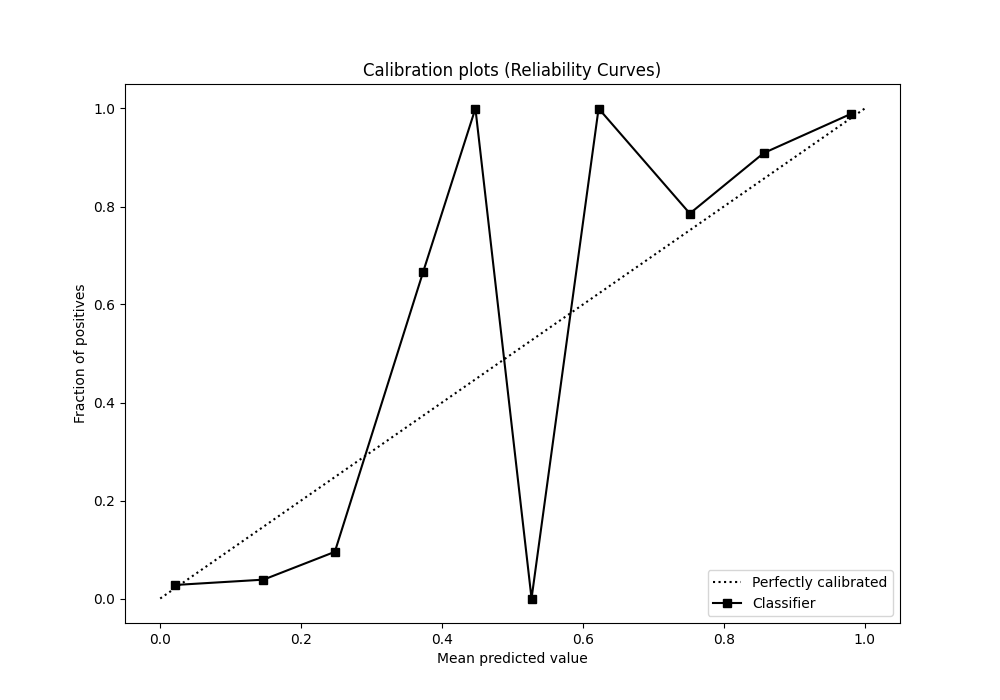 Calibration plots (Reliability Curves)
Fraction of positives
1.0
0.8
0.6
0.4
0.2
0.0
Perfectly calibrated
Classifier
0.0 0.2 0.4 0.6 0.8 1.0
Mean predicted value